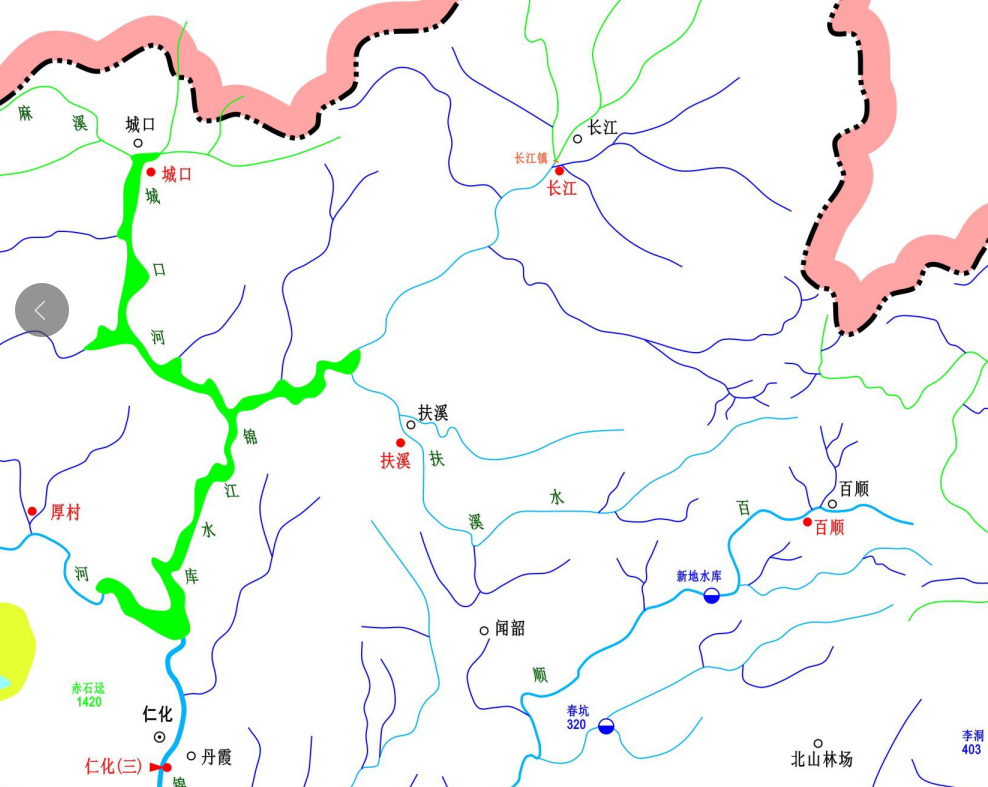 麻溪
城口
城口
城口河
长江
长江镇
长江
扶溪
扶溪
扶溪水
锦江水库
厚村
河
百顺
百顺
百顺
新地水库
闻韶
春坑
320
赤石迳
1420
仁化
丹霞
仁化(三)
锦
北山林场
李洞
403